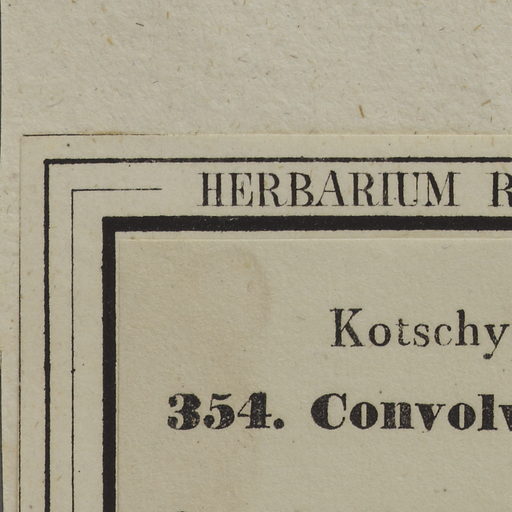 HERBARIUM R
Kotschy
354. Convolv